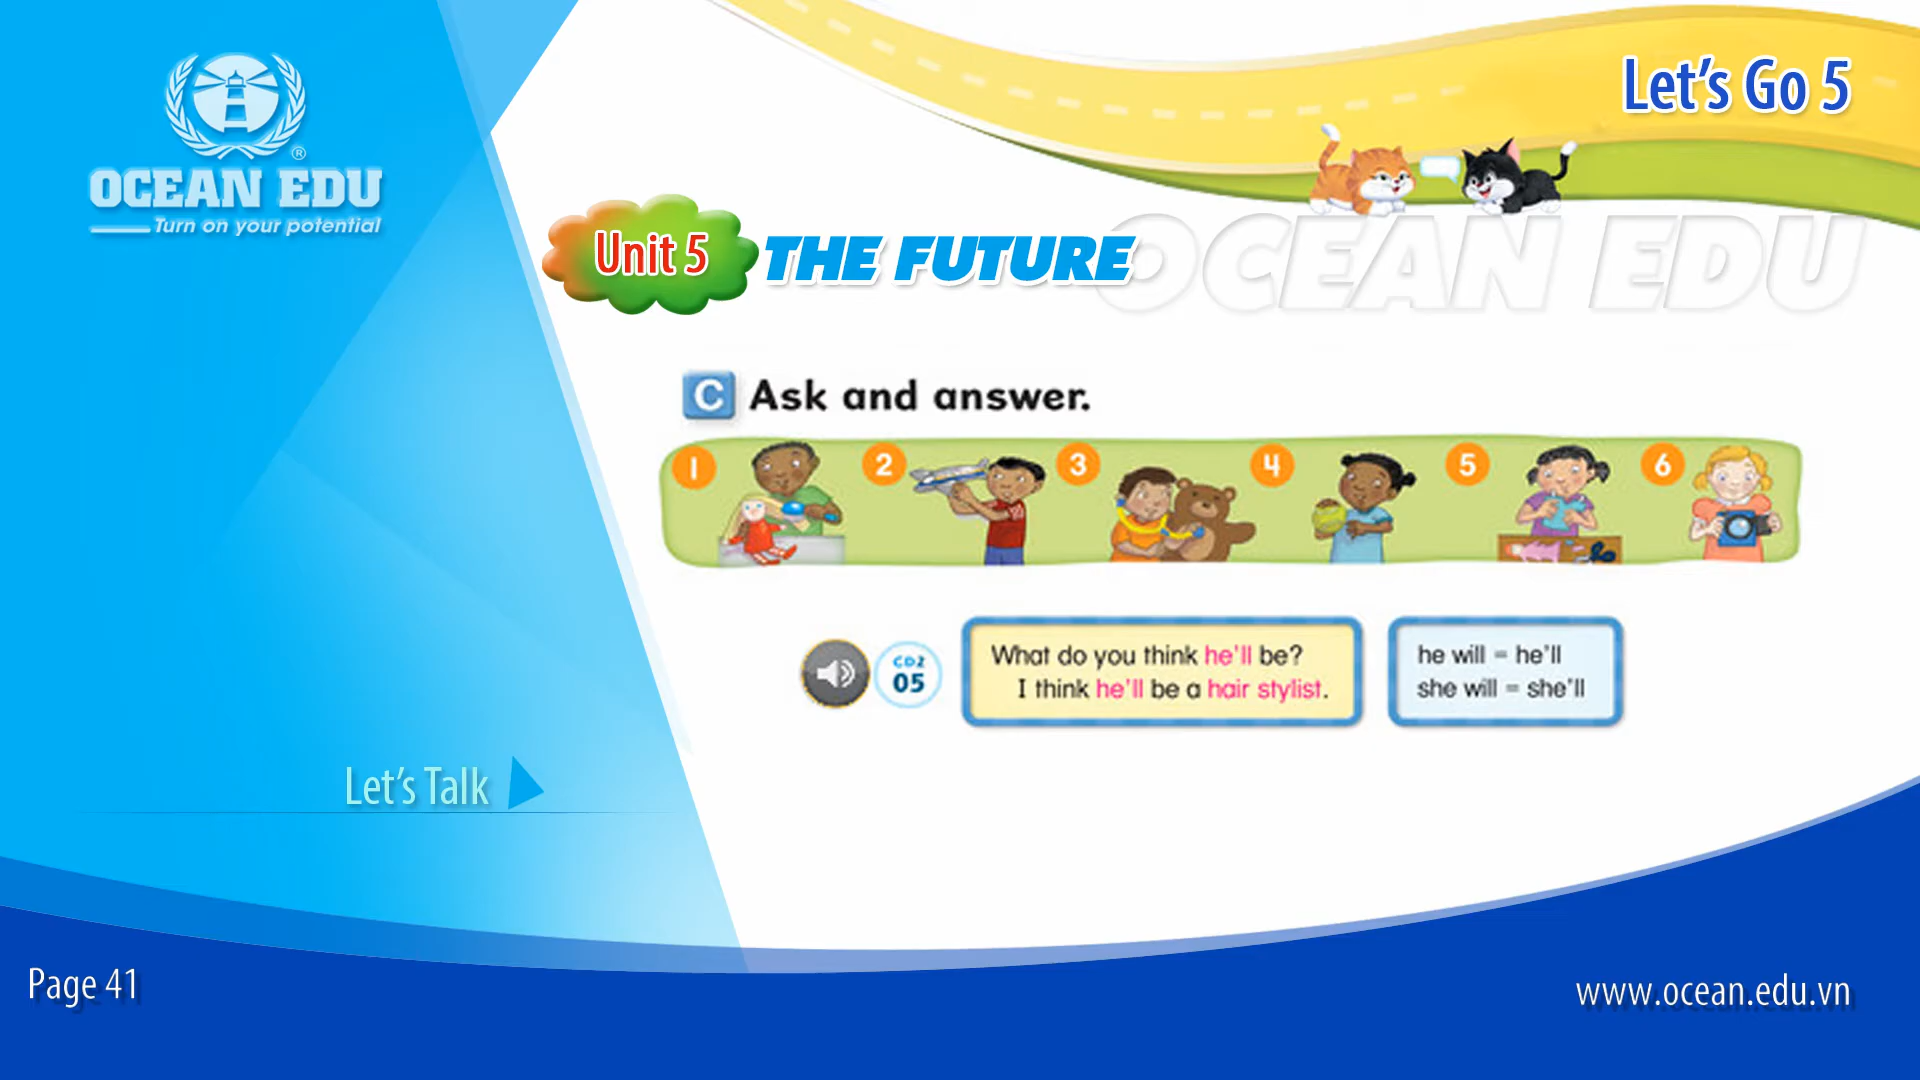 OCEAN EDU
®
Turn on your potential
Let's Go 5
OCEAN EDU
Unit 5
THE FUTURE
C Ask and answer.
1 2 3 4 5 6
CD2
05
What do you think he'll be?
I think he'll be a hair stylist.
he will = he'll
she will = she'll
Let's Talk
Page 41
www.ocean.edu.vn